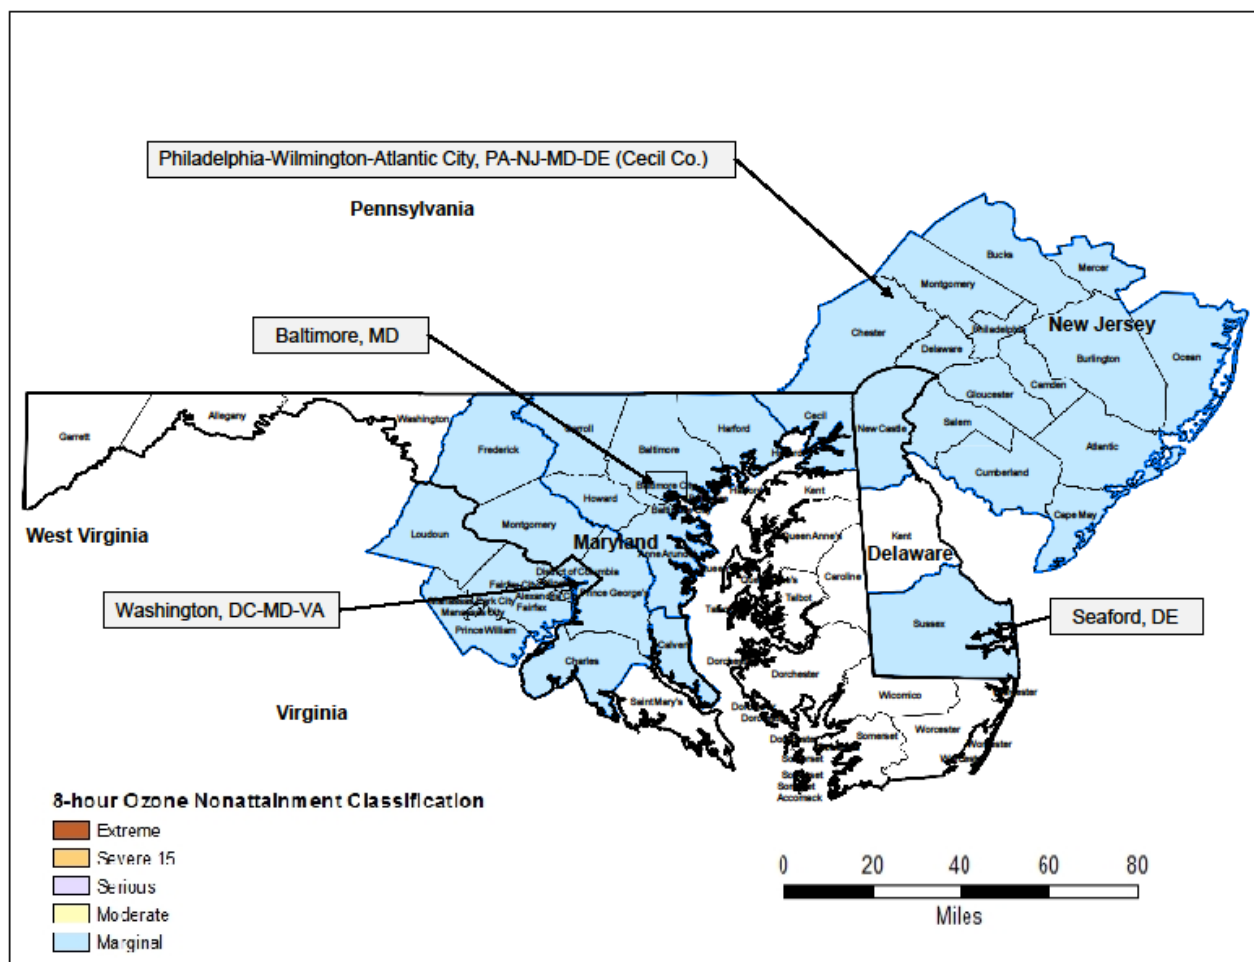 Philadelphia-Wilmington-Atlantic City, PA-NJ-MD-DE (Cecil Co.)
Pennsylvania
Bucks
Mercer
Montgomery
Baltimore, MD
Chester
Philadelphia
New Jersey
Delaware
Burlington
Ocean
Camden
Gloucester
Garrett
Allegany
Washington
Frederick
Baltimore
Harford
Cecil
New Castle
Salem
Atlantic
Cumberland
Cape May
Baltimore City
Howard
Kent
West Virginia
Loudoun
Montgomery
Maryland
Queen Anne's
Kent
Delaware
District of Columbia
Caroline
Washington, DC-MD-VA
Fairfax
Prince George's
Talbot
Prince William
Sussex
Seaford, DE
Charles
Calvert
Dorchester
Virginia
Saint Mary's
Wicomico
Worcester
Somerset
Somerset
Somerset
Accomack
8-hour Ozone Nonattainment Classification
Extreme
Severe 15
Serious
Moderate
Marginal
0 20 40 60 80
Miles